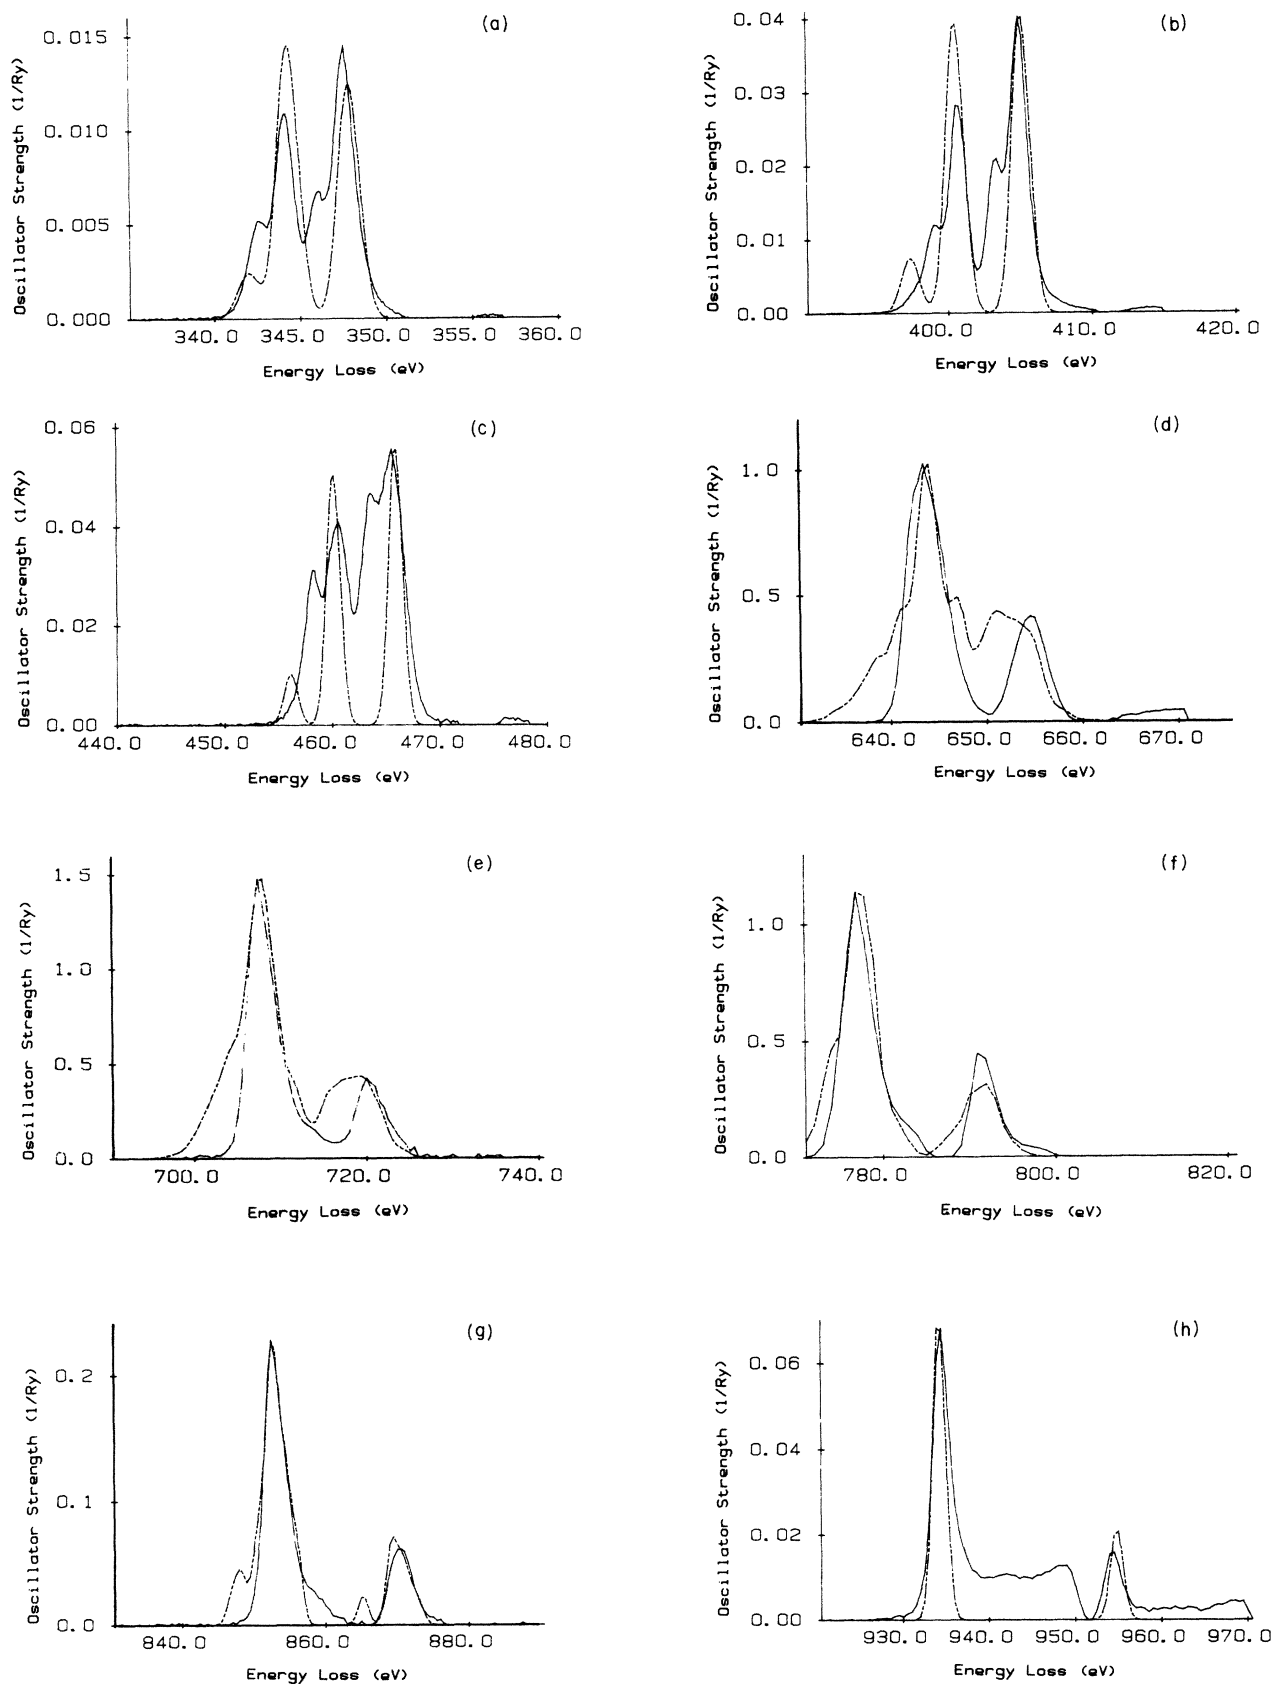 (a)
Oscillator Strength (1/Ry)
0.015
0.010
0.005
0.000
340.0 345.0 350.0 355.0 360.0
Energy Loss (eV)
(b)
Oscillator Strength (1/Ry)
0.04
0.03
0.02
0.01
0.00
400.0 410.0 420.0
Energy Loss (eV)
(c)
Oscillator Strength (1/Ry)
0.06
0.04
0.02
0.00
440.0 450.0 460.0 470.0 480.0
Energy Loss (eV)
(d)
Oscillator Strength (1/Ry)
1.0
0.5
0.0
640.0 650.0 660.0 670.0
Energy Loss (eV)
(e)
Oscillator Strength (1/Ry)
1.5
1.0
0.5
0.0
700.0 720.0 740.0
Energy Loss (eV)
(f)
Oscillator Strength (1/Ry)
1.0
0.5
0.0
780.0 800.0 820.0
Energy Loss (eV)
(g)
Oscillator Strength (1/Ry)
0.2
0.1
0.0
840.0 860.0 880.0
Energy Loss (eV)
(h)
Oscillator Strength (1/Ry)
0.06
0.04
0.02
0.00
930.0 940.0 950.0 960.0 970.0
Energy Loss (eV)